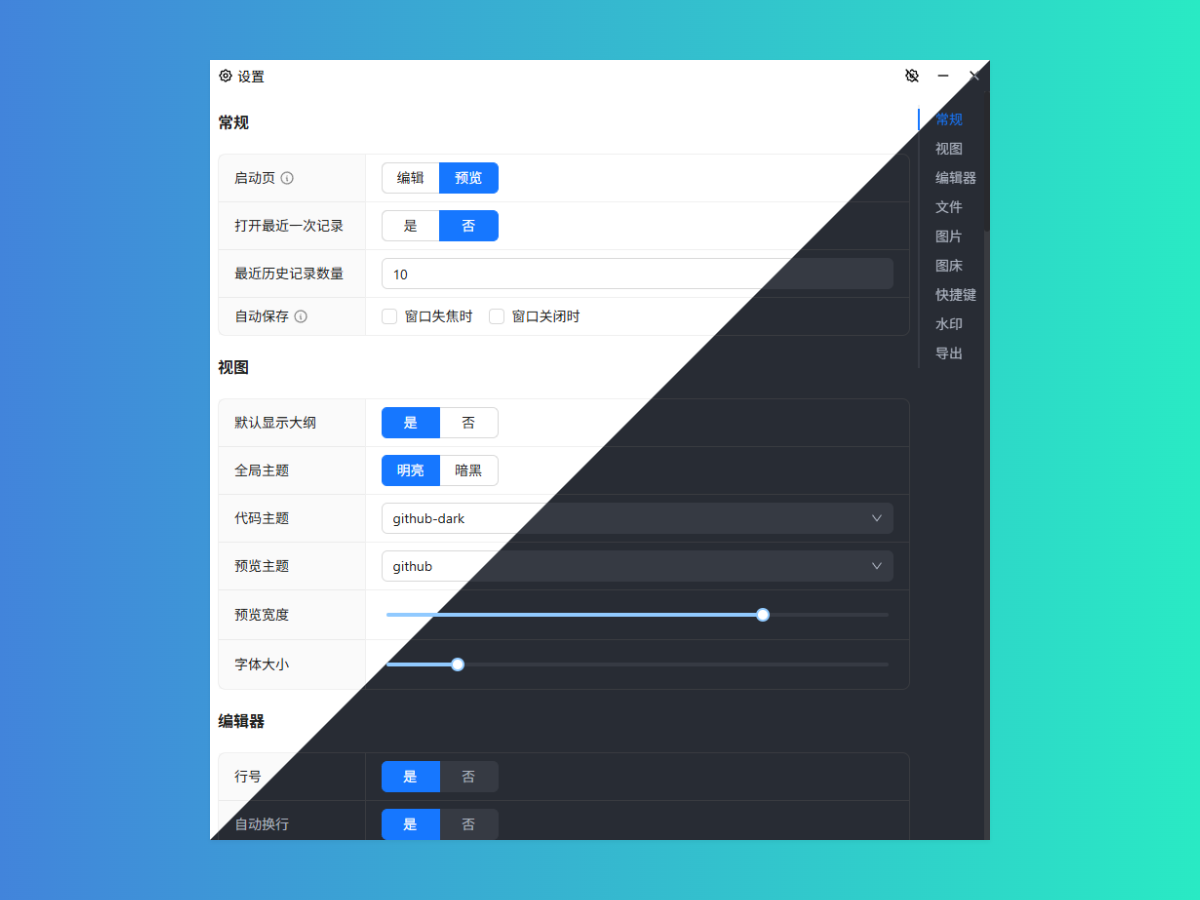 设置
常规
启动页
编辑 预览
打开最近一次记录
是 否
最近历史记录数量
10
自动保存
窗口失焦时 窗口关闭时
视图
默认显示大纲
是 否
全局主题
明亮 暗黑
代码主题
github-dark
预览主题
github
预览宽度
字体大小
编辑器
行号
是 否
自动换行
是 否
常规
视图
编辑器
文件
图片
图床
快捷键
水印
导出